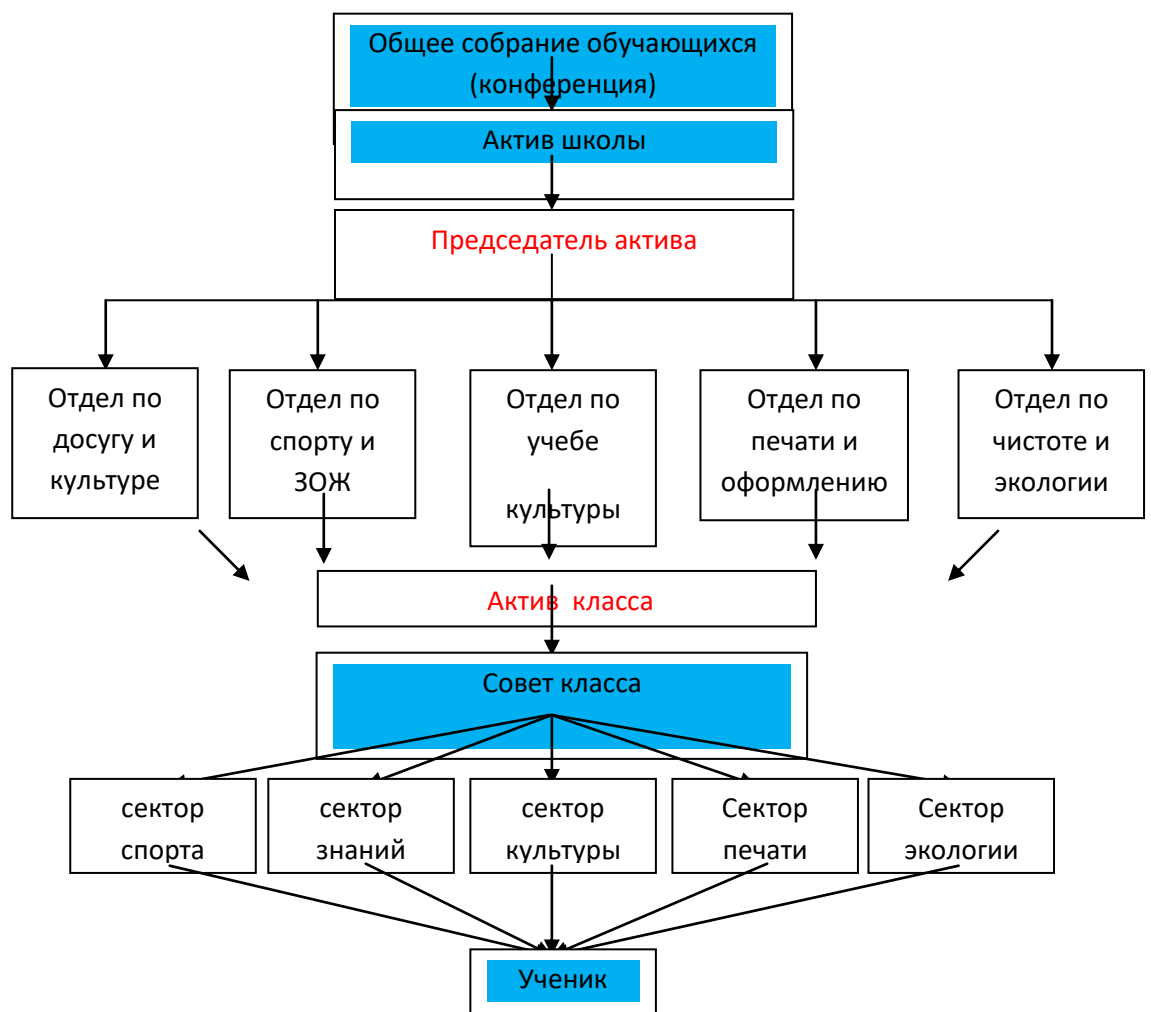 Общее собрание обучающихся
(конференция)
Актив школы
Председатель актива
Отдел по
досугу и
культуре
Отдел по
спорту и
ЗОЖ
Отдел по
учебе
культуры
Отдел по
печати и
оформлению
Отдел по
чистоте и
экологии
Актив класса
Совет класса
сектор
спорта
сектор
знаний
сектор
культуры
Сектор
печати
Сектор
экологии
Ученик